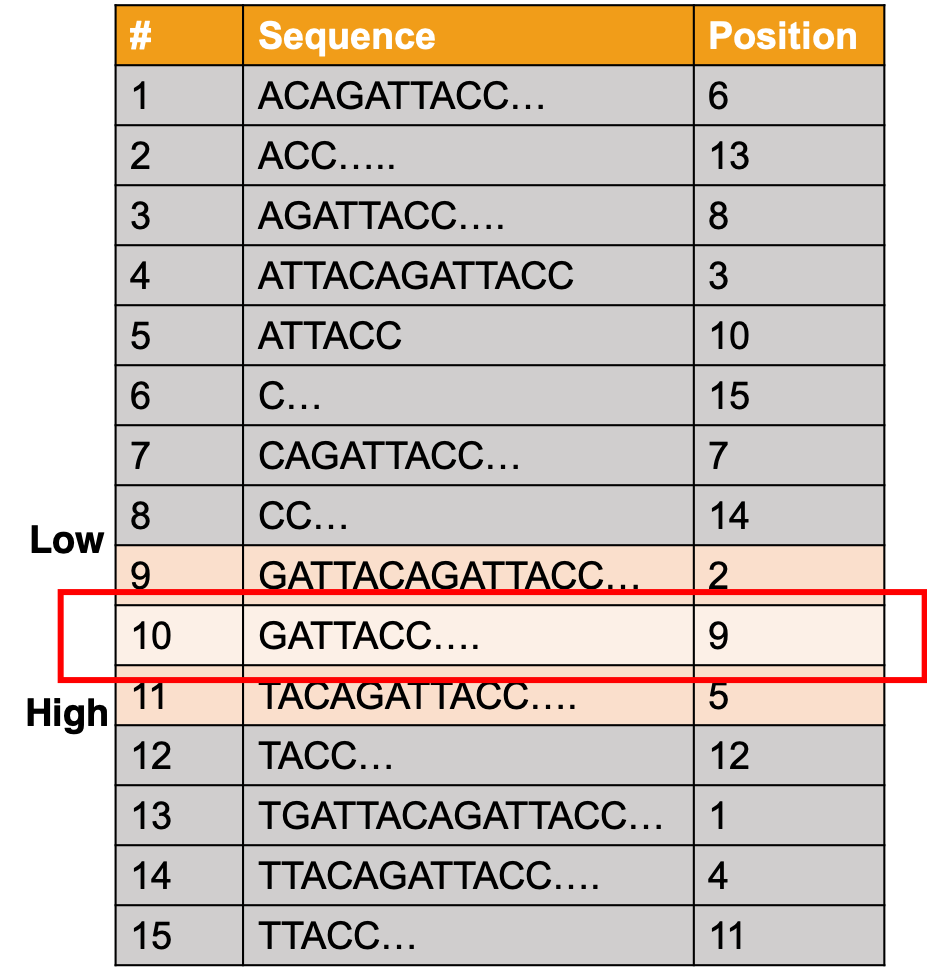 # Sequence Position
1 ACAGATTACC… 6
2 ACC….. 13
3 AGATTACC…. 8
4 ATTACAGATTACC 3
5 ATTACC 10
6 C… 15
7 CAGATTACC… 7
8 CC… 14
Low
9 GATTACAGATTACC… 2
10 GATTACC…. 9
11 TACAGATTACC…. 5
High
12 TACC… 12
13 TGATTACAGATTACC… 1
14 TTACAGATTACC…. 4
15 TTACC… 11